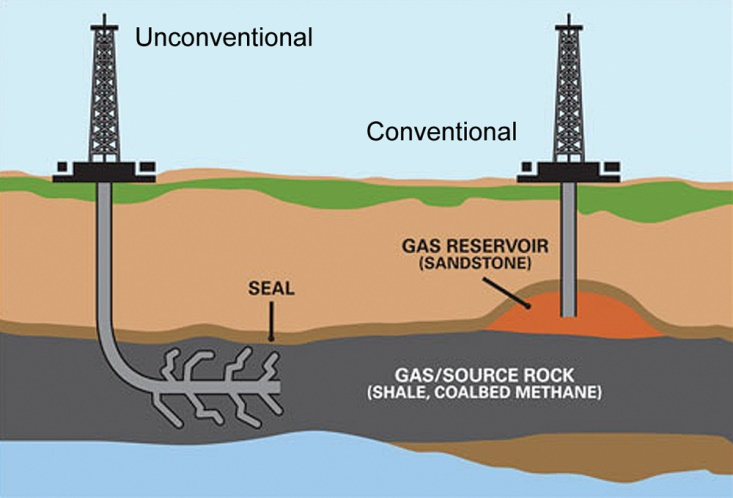 Unconventional
Conventional
GAS RESERVOIR
(SANDSTONE)
SEAL
GAS/SOURCE ROCK
(SHALE, COALBED METHANE)